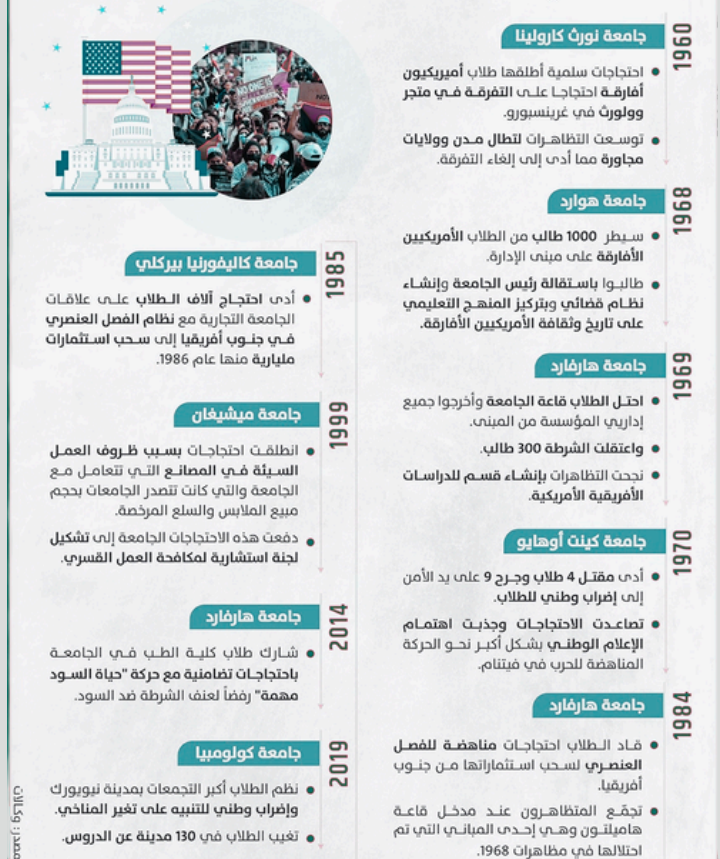 1960
جامعة نورث كارولينا
احتجاجات سلمية أطلقها طلاب أميريكيون
أفارقة احتجاجا على التفرقة في متجر
وولورث في غرينسبورو.
توسعت التظاهرات لتطال مدن وولايات
مجاورة مما أدى إلى إلغاء التفرقة.
1968
جامعة هوارد
سيطر 1000 طالب من الطلاب الأمريكيين
الأفارقة على مبنى الإدارة.
طالبوا باستقالة رئيس الجامعة وإنشاء
نظام قضائي وبتركيز المنهج التعليمي
على تاريخ وثقافة الأمريكيين الأفارقة.
1969
جامعة هارفارد
احتل الطلاب قاعة الجامعة وأخرجوا جميع
إداريي المؤسسة من المبنى.
واعتقلت الشرطة 300 طالب.
نجحت التظاهرات بإنشاء قسم للدراسات
الأفريقية الأمريكية.
1970
جامعة كينت أوهايو
أدى مقتل 4 طلاب وجرح 9 على يد الأمن
إلى إضراب وطني للطلاب.
تصاعدت الاحتجاجات وجذبت اهتمام
الإعلام الوطني بشكل أكبر نحو الحركة
المناهضة للحرب في فيتنام.
1984
جامعة هارفارد
قاد الطلاب احتجاجات مناهضة للفصل
العنصري لسحب استثماراتها من جنوب
أفريقيا.
تجمّع المتظاهرون عند مدخل قاعة
هاميلتون وهي إحدى المباني التي تم
احتلالها في مظاهرات 1968.
NO ONE IS
1985
جامعة كاليفورنيا بيركلي
أدى احتجاج آلاف الطلاب على علاقات
الجامعة التجارية مع نظام الفصل العنصري
في جنوب أفريقيا إلى سحب استثمارات
مليارية منها عام 1986.
1999
جامعة ميشيغان
انطلقت احتجاجات بسبب ظروف العمل
السيئة في المصانع التي تتعامل مع
الجامعة والتي كانت تتصدر الجامعات بحجم
مبيع الملابس والسلع المرخصة.
دفعت هذه الاحتجاجات الجامعة إلى تشكيل
لجنة استشارية لمكافحة العمل القسري.
2014
جامعة هارفارد
شارك طلاب كلية الطب في الجامعة
باحتجاجات تضامنية مع حركة "حياة السود
مهمة" رفضاً لعنف الشرطة ضد السود.
2019
جامعة كولومبيا
نظم الطلاب أكبر التجمعات بمدينة نيويورك
وإضراب وطني للتنبيه على تغير المناخي.
تغيب الطلاب في 130 مدينة عن الدروس.